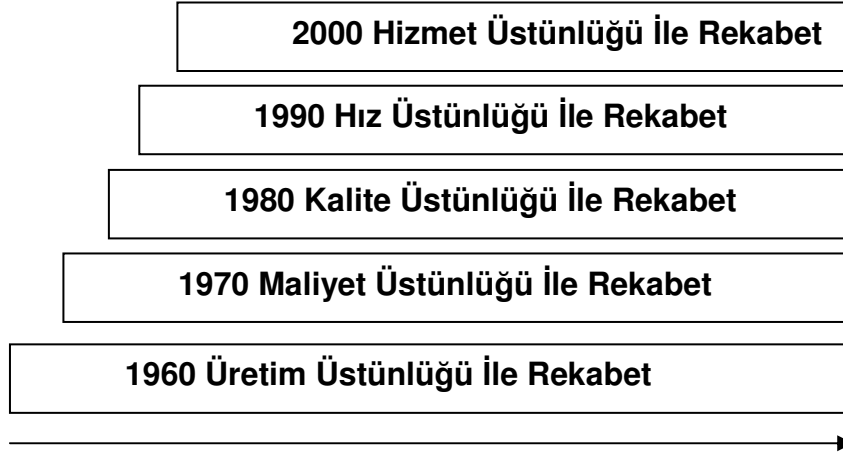 2000 Hizmet Üstünlüğü İle Rekabet
1990 Hız Üstünlüğü İle Rekabet
1980 Kalite Üstünlüğü İle Rekabet
1970 Maliyet Üstünlüğü İle Rekabet
1960 Üretim Üstünlüğü İle Rekabet